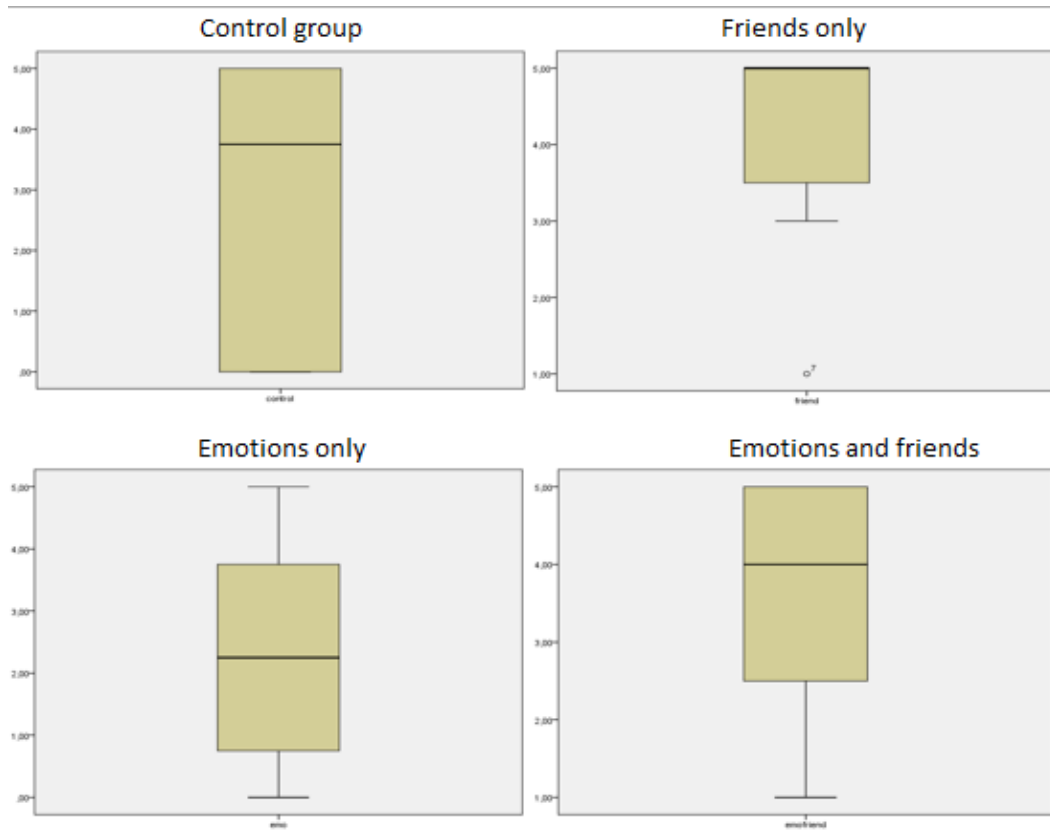 Control group
5,00
4,00
3,00
2,00
1,00
,00
control
Friends only
5,00
4,00
3,00
2,00
1,00
7
friend
Emotions only
5,00
4,00
3,00
2,00
1,00
,00
emo
Emotions and friends
5,00
4,00
3,00
2,00
1,00
emofriend